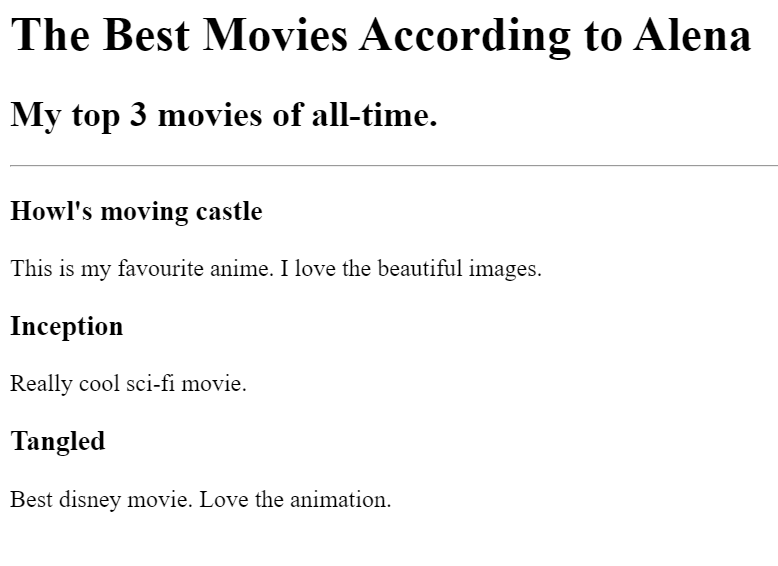 The Best Movies According to Alena
My top 3 movies of all-time.
Howl's moving castle
This is my favourite anime. I love the beautiful images.
Inception
Really cool sci-fi movie.
Tangled
Best disney movie. Love the animation.